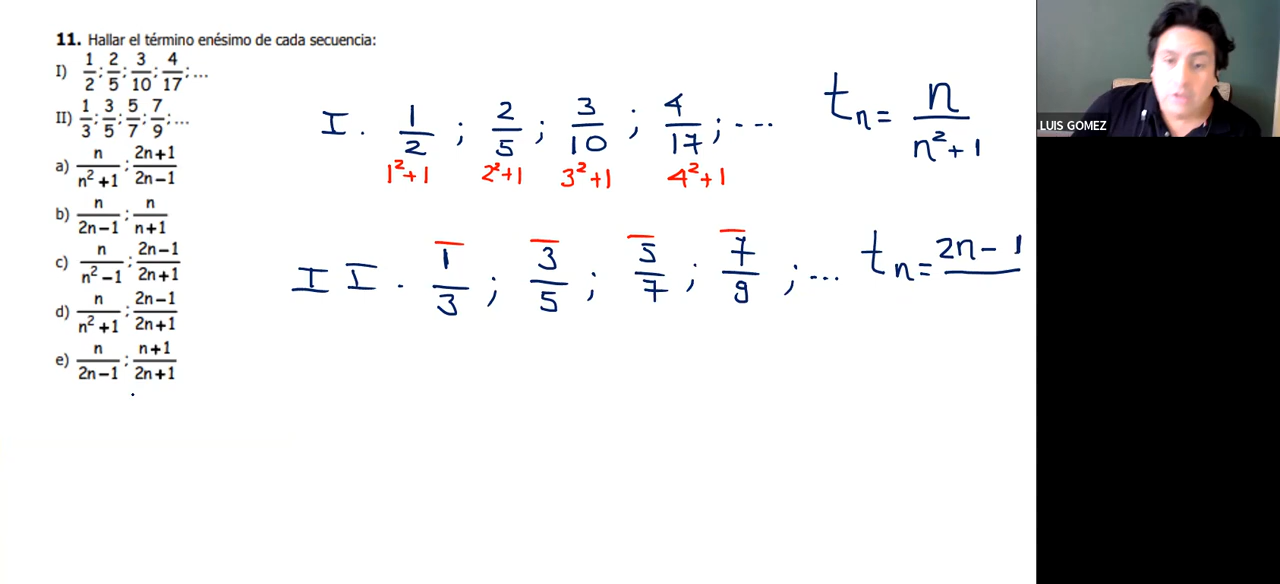 11. Hallar el término enésimo de cada secuencia:
I) 1/2; 2/5; 3/10; 4/17; ...
II) 1/3; 3/5; 5/7; 7/9; ...
a) n/(n²+1); (2n+1)/(2n−1)
b) n/(2n−1); n/(n+1)
c) n/(n²−1); (2n−1)/(2n+1)
d) n/(n²+1); (2n−1)/(2n+1)
e) n/(2n−1); (n+1)/(2n+1)
I. 1/2; 2/5; 3/10; 4/17; ... tn= n/(n²+1)
1²+1 2²+1 3²+1 4²+1
II. 1/3; 3/5; 5/7; 7/9; ... tn= 2n−1
LUIS GOMEZ